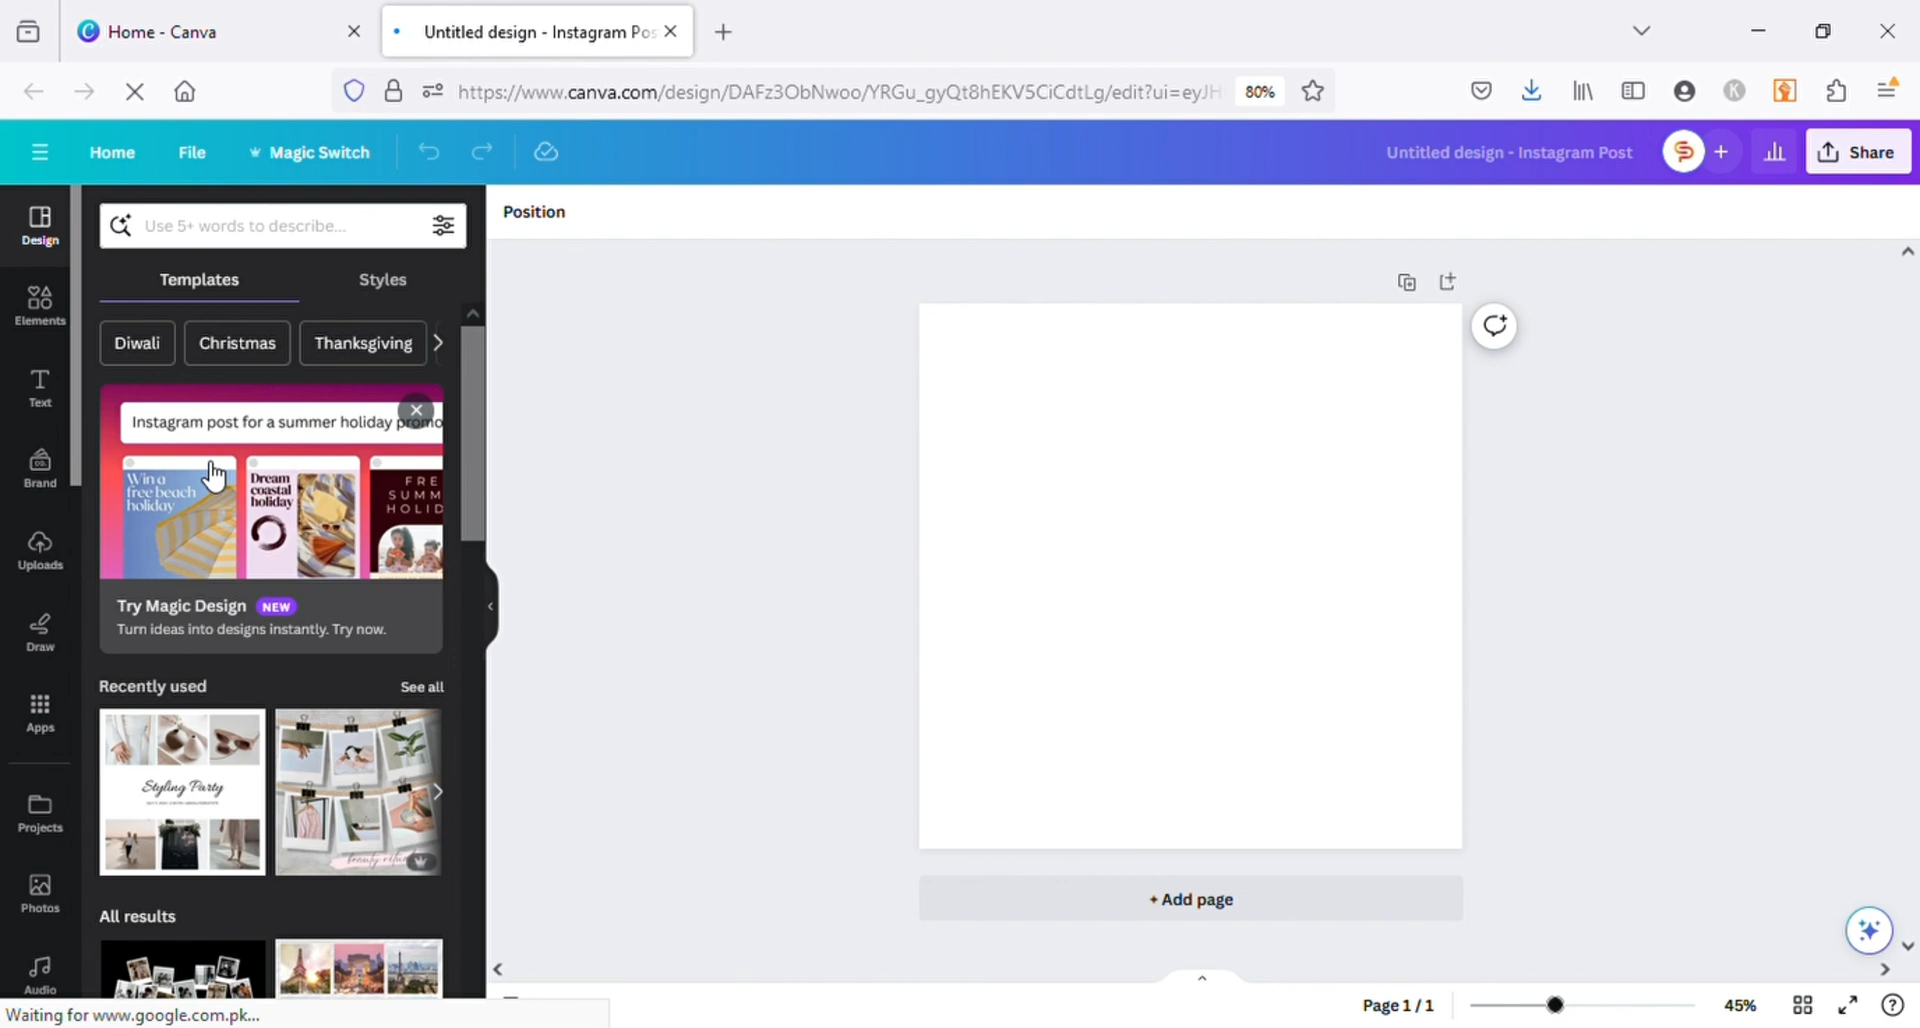 Home - Canva
Untitled design - Instagram Pos
https://www.canva.com/design/DAFz3ObNwoo/YRGu_gyQt8hEKV5CiCdtLg/edit?ui=eyJH
80%
K
Home
File
Magic Switch
Untitled design - Instagram Post
Share
Design
Elements
Text
Brand
Uploads
Draw
Apps
Projects
Photos
Audio
Use 5+ words to describe...
Templates
Styles
Diwali
Christmas
Thanksgiving
Instagram post for a summer holiday promo
Win a
free beach
holiday
Dream
coastal
holiday
FRE
SUMM
HOLID
Try Magic Design NEW
Turn ideas into designs instantly. Try now.
Recently used
See all
Styling Party
All results
Position
+ Add page
Page 1 / 1
45%
Waiting for www.google.com.pk...